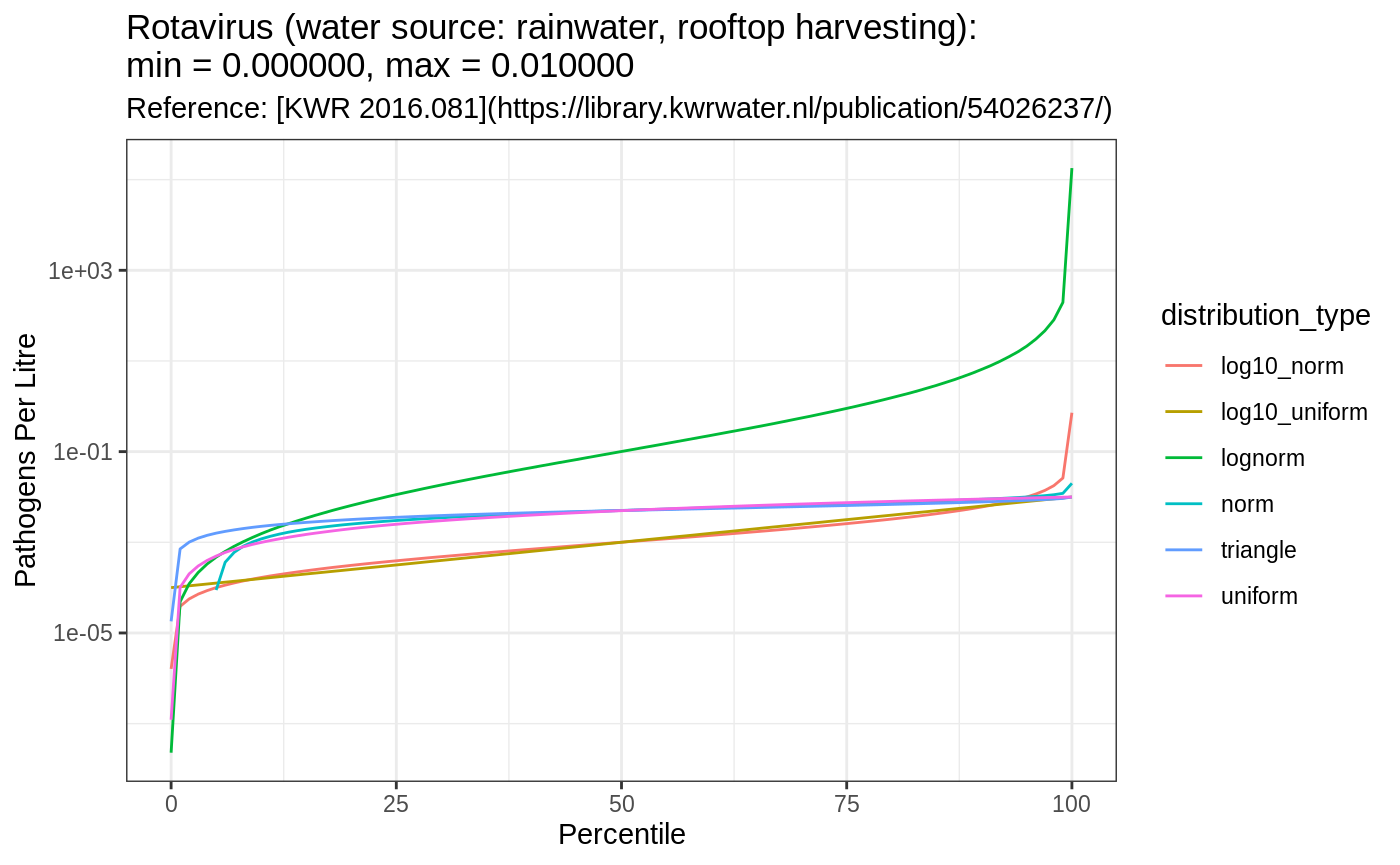 Rotavirus (water source: rainwater, rooftop harvesting):
min = 0.000000, max = 0.010000
Reference: [KWR 2016.081](https://library.kwrwater.nl/publication/54026237/)
Pathogens Per Litre
1e+03
1e-01
1e-05
0
25
50
75
100
Percentile
distribution_type
log10_norm
log10_uniform
lognorm
norm
triangle
uniform